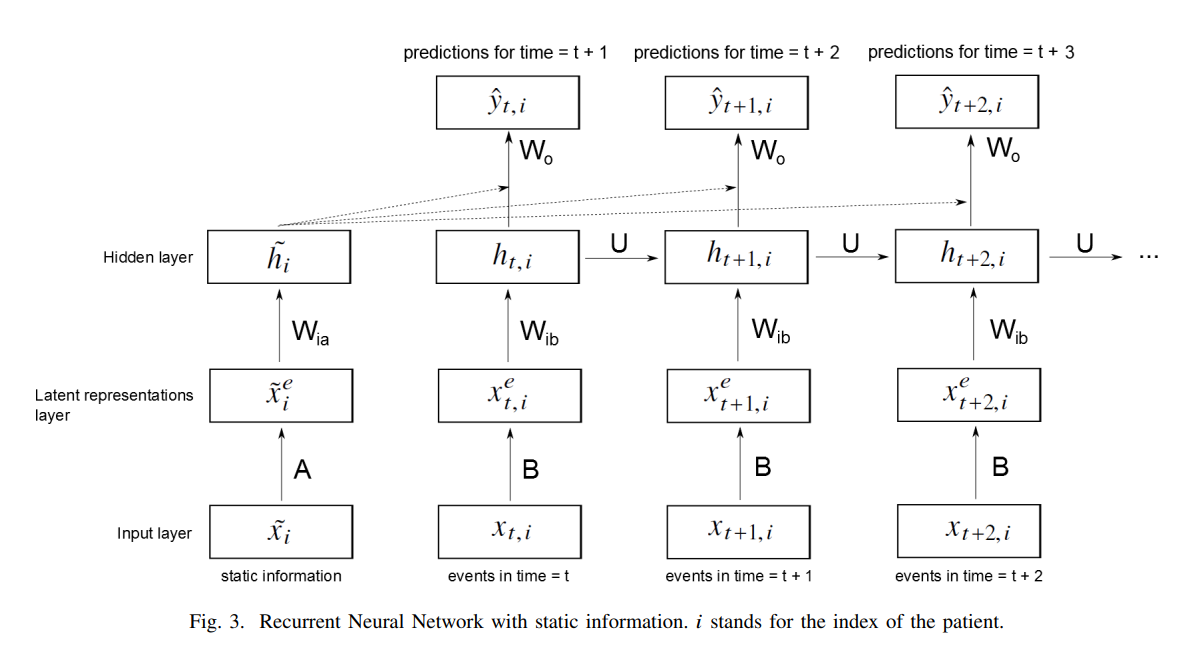 predictions for time = t + 1 predictions for time = t + 2 predictions for time = t + 3
ŷt,i ŷt+1,i ŷt+2,i
Wo Wo Wo
Hidden layer h̃i ht,i U ht+1,i U ht+2,i U ...
Wia Wib Wib Wib
Latent representations
layer
x̃ᵉi xᵉt,i xᵉt+1,i xᵉt+2,i
A B B B
Input layer x̃i xt,i xt+1,i xt+2,i
static information events in time = t events in time = t + 1 events in time = t + 2
Fig. 3. Recurrent Neural Network with static information. i stands for the index of the patient.